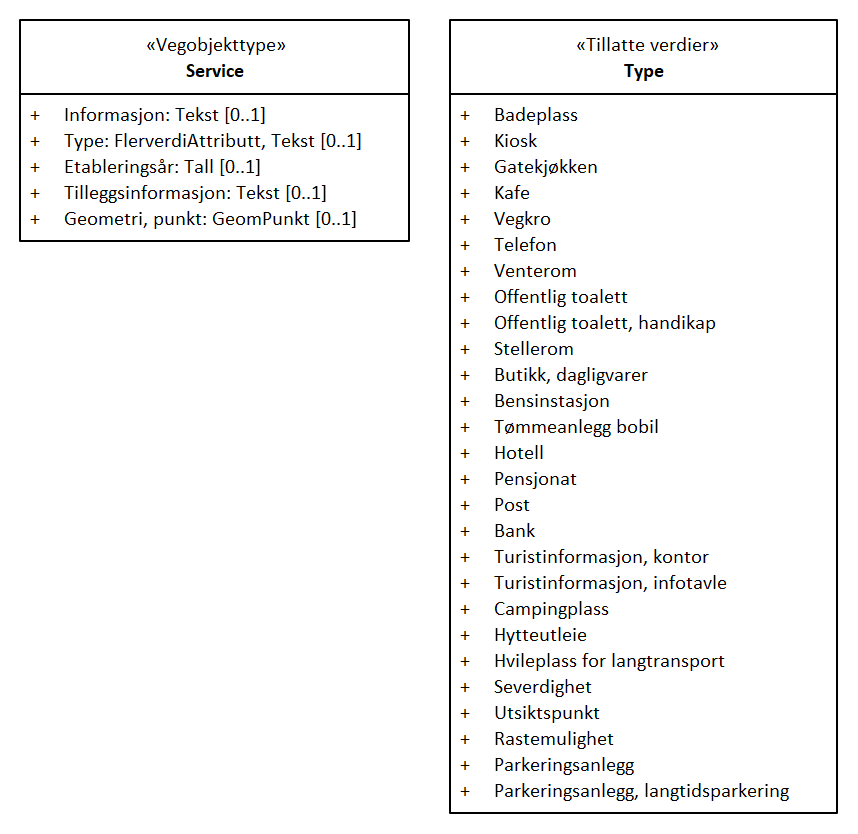 «Vegobjekttype»
Service
+ Informasjon: Tekst [0..1]
+ Type: FlerverdiAttributt, Tekst [0..1]
+ Etableringsår: Tall [0..1]
+ Tilleggsinformasjon: Tekst [0..1]
+ Geometri, punkt: GeomPunkt [0..1]
«Tillatte verdier»
Type
+ Badeplass
+ Kiosk
+ Gatekjøkken
+ Kafe
+ Vegkro
+ Telefon
+ Venterom
+ Offentlig toalett
+ Offentlig toalett, handikap
+ Stellerom
+ Butikk, dagligvarer
+ Bensinstasjon
+ Tømmeanlegg bobil
+ Hotell
+ Pensjonat
+ Post
+ Bank
+ Turistinformasjon, kontor
+ Turistinformasjon, infotavle
+ Campingplass
+ Hytteutleie
+ Hvileplass for langtransport
+ Severdighet
+ Utsiktspunkt
+ Rastemulighet
+ Parkeringsanlegg
+ Parkeringsanlegg, langtidsparkering